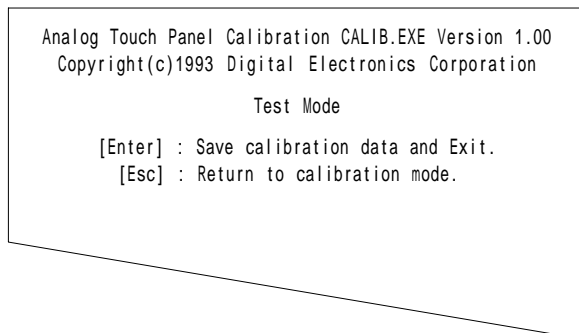 Analog Touch Panel Calibration CALIB.EXE Version 1.00
Copyright(c)1993 Digital Electronics Corporation
Test Mode
[Enter] : Save calibration data and Exit.
[Esc] : Return to calibration mode.